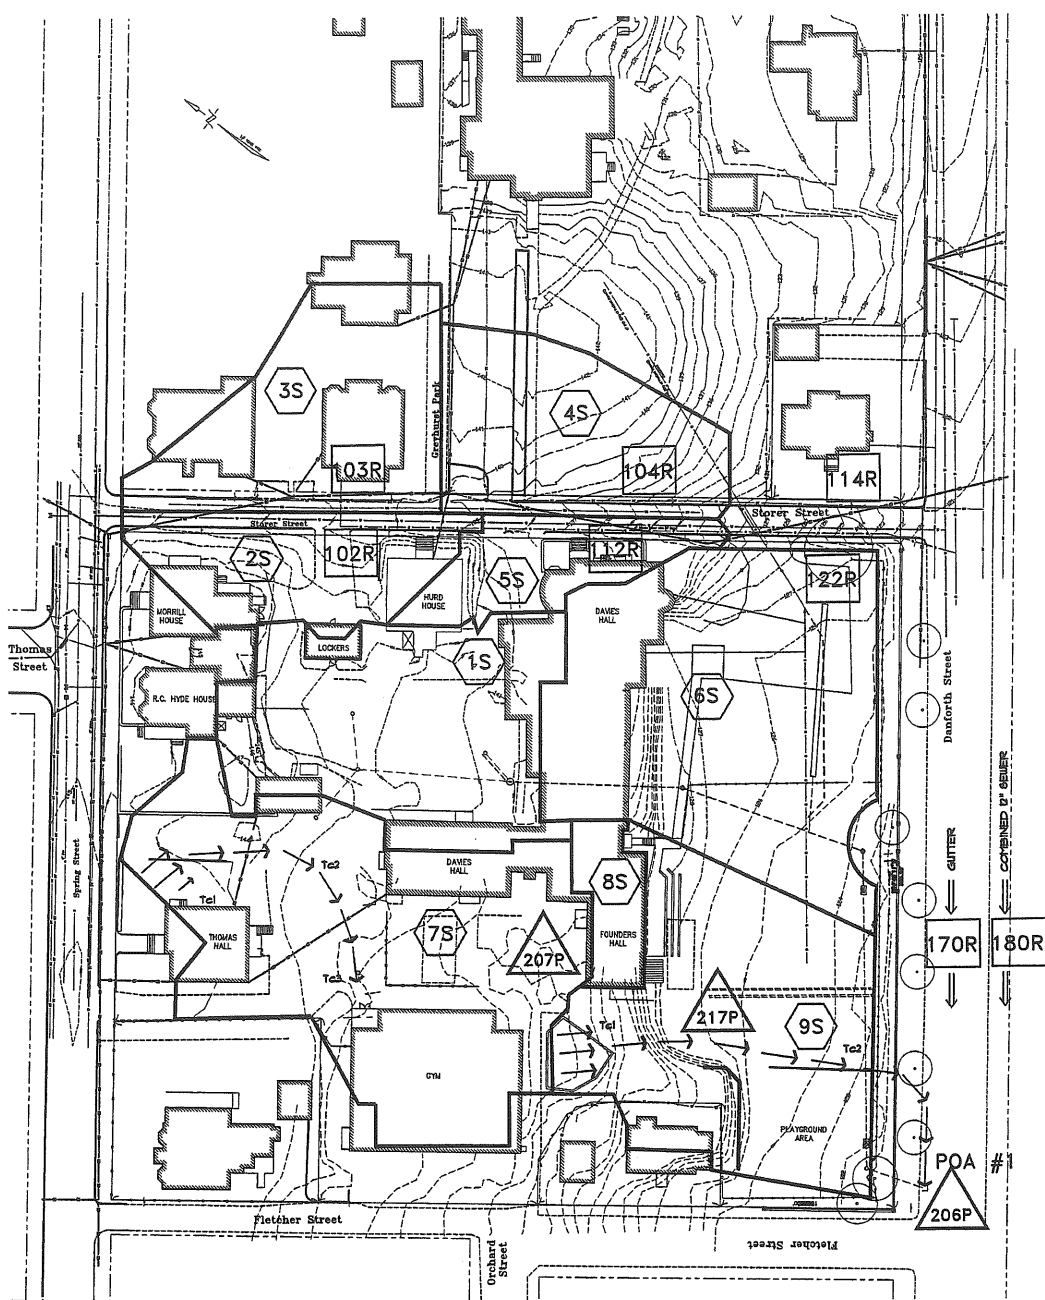 3S
4S
Greyhurst Park
103R
104R
114R
Storer Street
Storer Street
2S
102R
112R
5S
122R
HURD
HOUSE
DAVIES
HALL
MORRILL
HOUSE
LOCKERS
Thomas
Street
1S
R.C. HYDE HOUSE
6S
Danforth Street
Spring Street
GUTTER
COMBINED 12" SEWER
Tc2
DAVIES
HALL
8S
Tc1
THOMAS
HALL
7S
FOUNDERS
HALL
207P
170R
180R
Tc3
217P
9S
Tc1
Tc2
GYM
PLAYGROUND
AREA
POA #1
206P
Fletcher Street
Orchard
Street
Fletcher Street